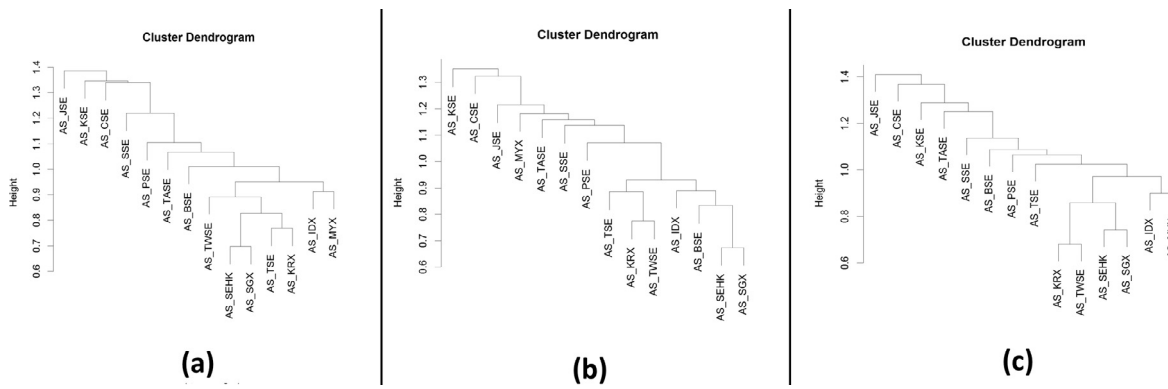 Cluster Dendrogram
Height
1.4
1.3
1.2
1.1
1.0
0.9
0.8
0.7
0.6
AS_JSE
AS_KSE
AS_CSE
AS_SSE
AS_PSE
AS_TASE
AS_BSE
AS_TWSE
AS_SEHK
AS_SGX
AS_TSE
AS_KRX
AS_IDX
AS_MYX
(a)
Cluster Dendrogram
Height
1.3
1.2
1.1
1.0
0.9
0.8
0.7
0.6
AS_KSE
AS_CSE
AS_JSE
AS_MYX
AS_TASE
AS_SSE
AS_PSE
AS_TSE
AS_KRX
AS_TWSE
AS_IDX
AS_BSE
AS_SEHK
AS_SGX
(b)
Cluster Dendrogram
Height
1.4
1.2
1.0
0.8
0.6
AS_JSE
AS_CSE
AS_KSE
AS_TASE
AS_SSE
AS_BSE
AS_PSE
AS_TSE
AS_KRX
AS_TWSE
AS_SEHK
AS_SGX
AS_IDX
(c)